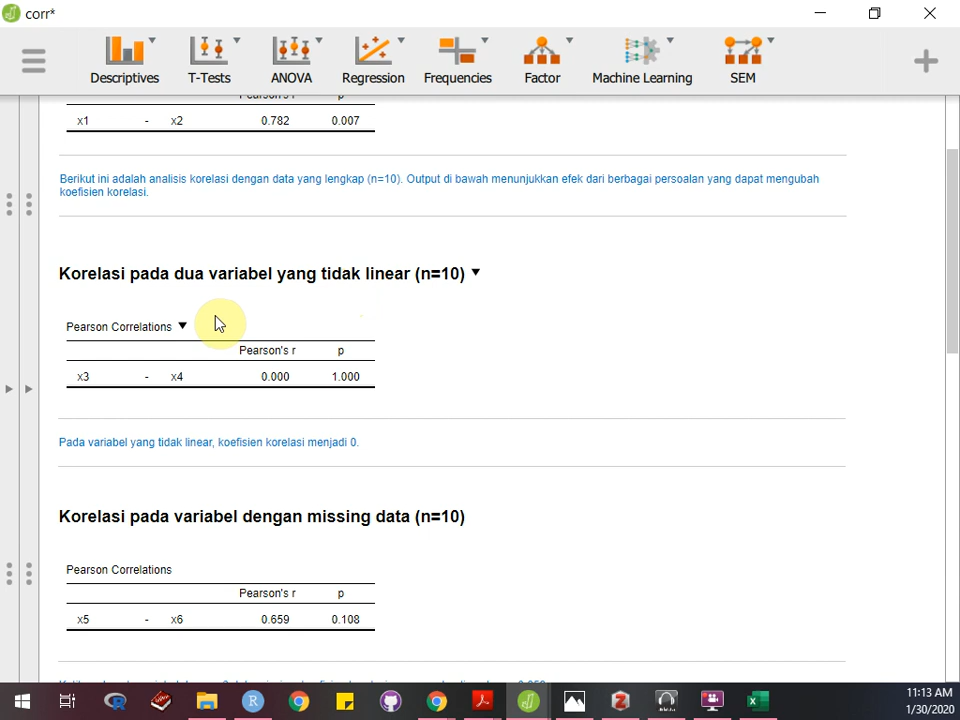 corr*
Descriptives
T-Tests
ANOVA
Regression
Frequencies
Factor
Machine Learning
SEM
Pearson's r p
x1 - x2 0.782 0.007
Berikut ini adalah analisis korelasi dengan data yang lengkap (n=10). Output di bawah menunjukkan efek dari berbagai persoalan yang dapat mengubah
koefisien korelasi.
Korelasi pada dua variabel yang tidak linear (n=10)
Pearson Correlations
Pearson's r p
x3 - x4 0.000 1.000
Pada variabel yang tidak linear, koefisien korelasi menjadi 0.
Korelasi pada variabel dengan missing data (n=10)
Pearson Correlations
Pearson's r p
x5 - x6 0.659 0.108
11:13 AM
1/30/2020